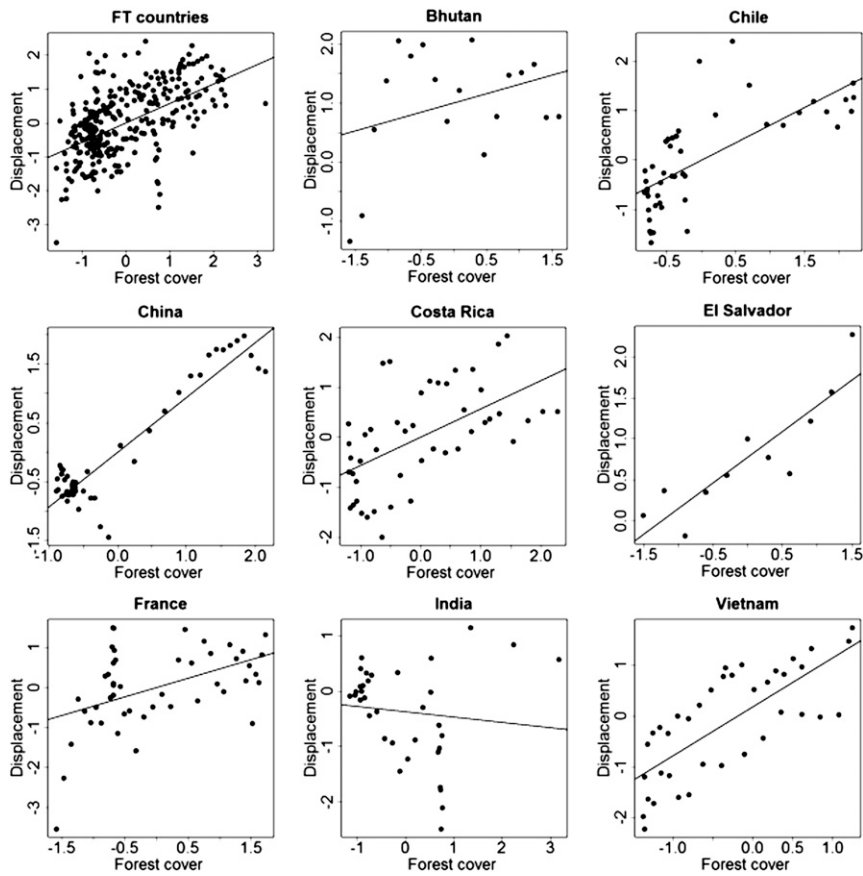 FT countries
Displacement
2
1
0
-1
-2
-3
-1 0 1 2 3
Forest cover
Bhutan
Displacement
2.0
1.0
0.0
-1.0
-1.5 -0.5 0.5 1.5
Forest cover
Chile
Displacement
2
1
0
-1
-0.5 0.5 1.5
Forest cover
China
Displacement
1.5
0.5
-0.5
-1.5
-1.0 0.0 1.0 2.0
Forest cover
Costa Rica
Displacement
2
1
0
-1
-2
-1.0 0.0 1.0 2.0
Forest cover
El Salvador
Displacement
2.0
1.5
1.0
0.5
0.0
-1.5 -0.5 0.5 1.5
Forest cover
France
Displacement
1
0
-1
-2
-3
-1.5 -0.5 0.5 1.5
Forest cover
India
Displacement
1
0
-1
-2
-1 0 1 2 3
Forest cover
Vietnam
Displacement
1
0
-1
-2
-1.0 0.0 1.0
Forest cover